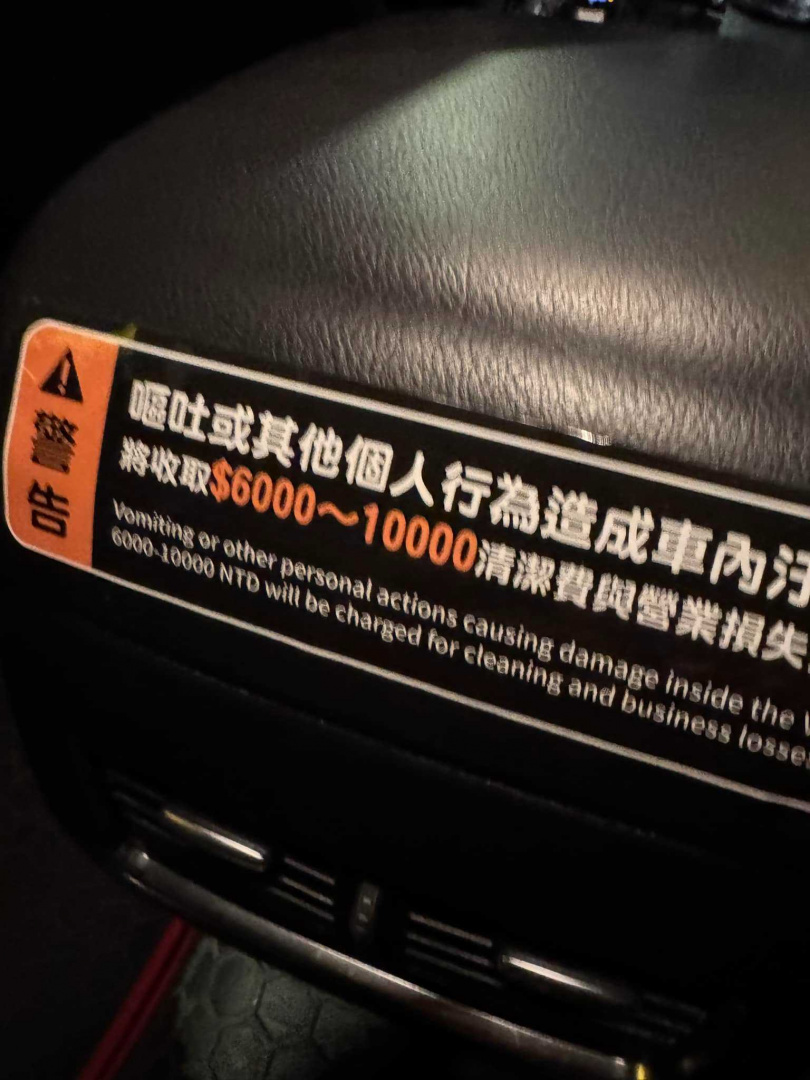 警告
嘔吐或其他個人行為造成車內汙
將收取$6000～10000清潔費與營業損失
Vomiting or other personal actions causing damage inside the
6000-10000 NTD will be charged for cleaning and business losse